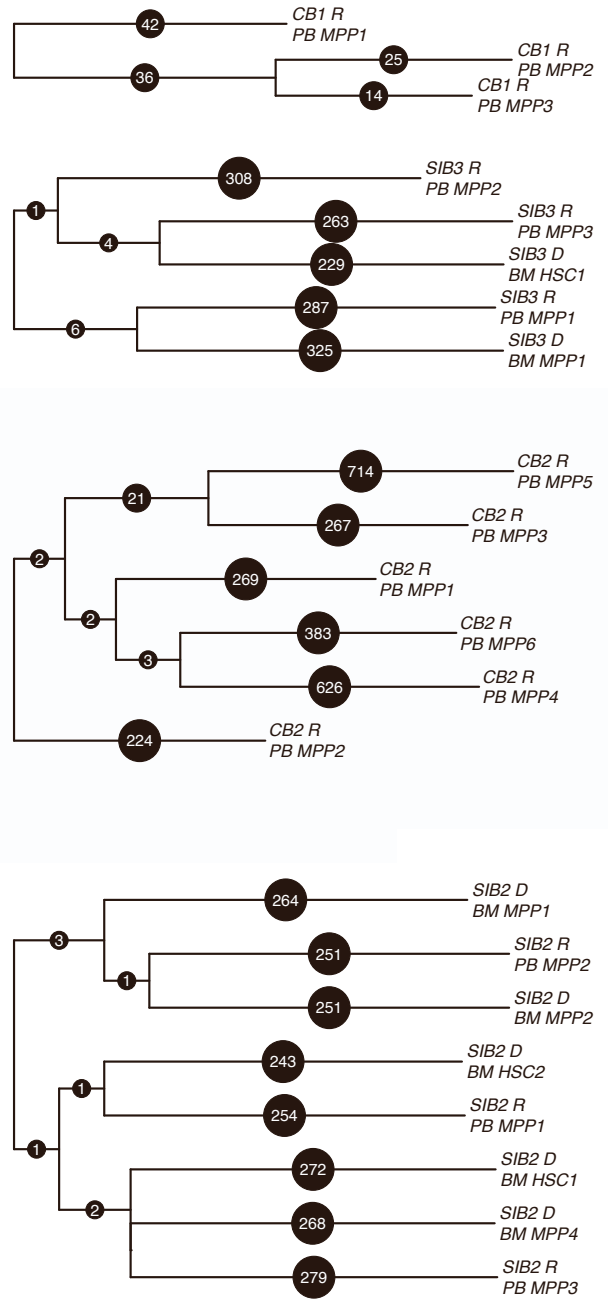 42
CB1 R
PB MPP1
36
25
CB1 R
PB MPP2
14
CB1 R
PB MPP3
308
SIB3 R
PB MPP2
1
263
SIB3 R
PB MPP3
4
229
SIB3 D
BM HSC1
287
SIB3 R
PB MPP1
6
325
SIB3 D
BM MPP1
714
CB2 R
PB MPP5
21
267
CB2 R
PB MPP3
2
269
CB2 R
PB MPP1
2
383
CB2 R
PB MPP6
3
626
CB2 R
PB MPP4
224
CB2 R
PB MPP2
264
SIB2 D
BM MPP1
3
251
SIB2 R
PB MPP2
1
251
SIB2 D
BM MPP2
243
SIB2 D
BM HSC2
1
254
SIB2 R
PB MPP1
1
272
SIB2 D
BM HSC1
2
268
SIB2 D
BM MPP4
279
SIB2 R
PB MPP3